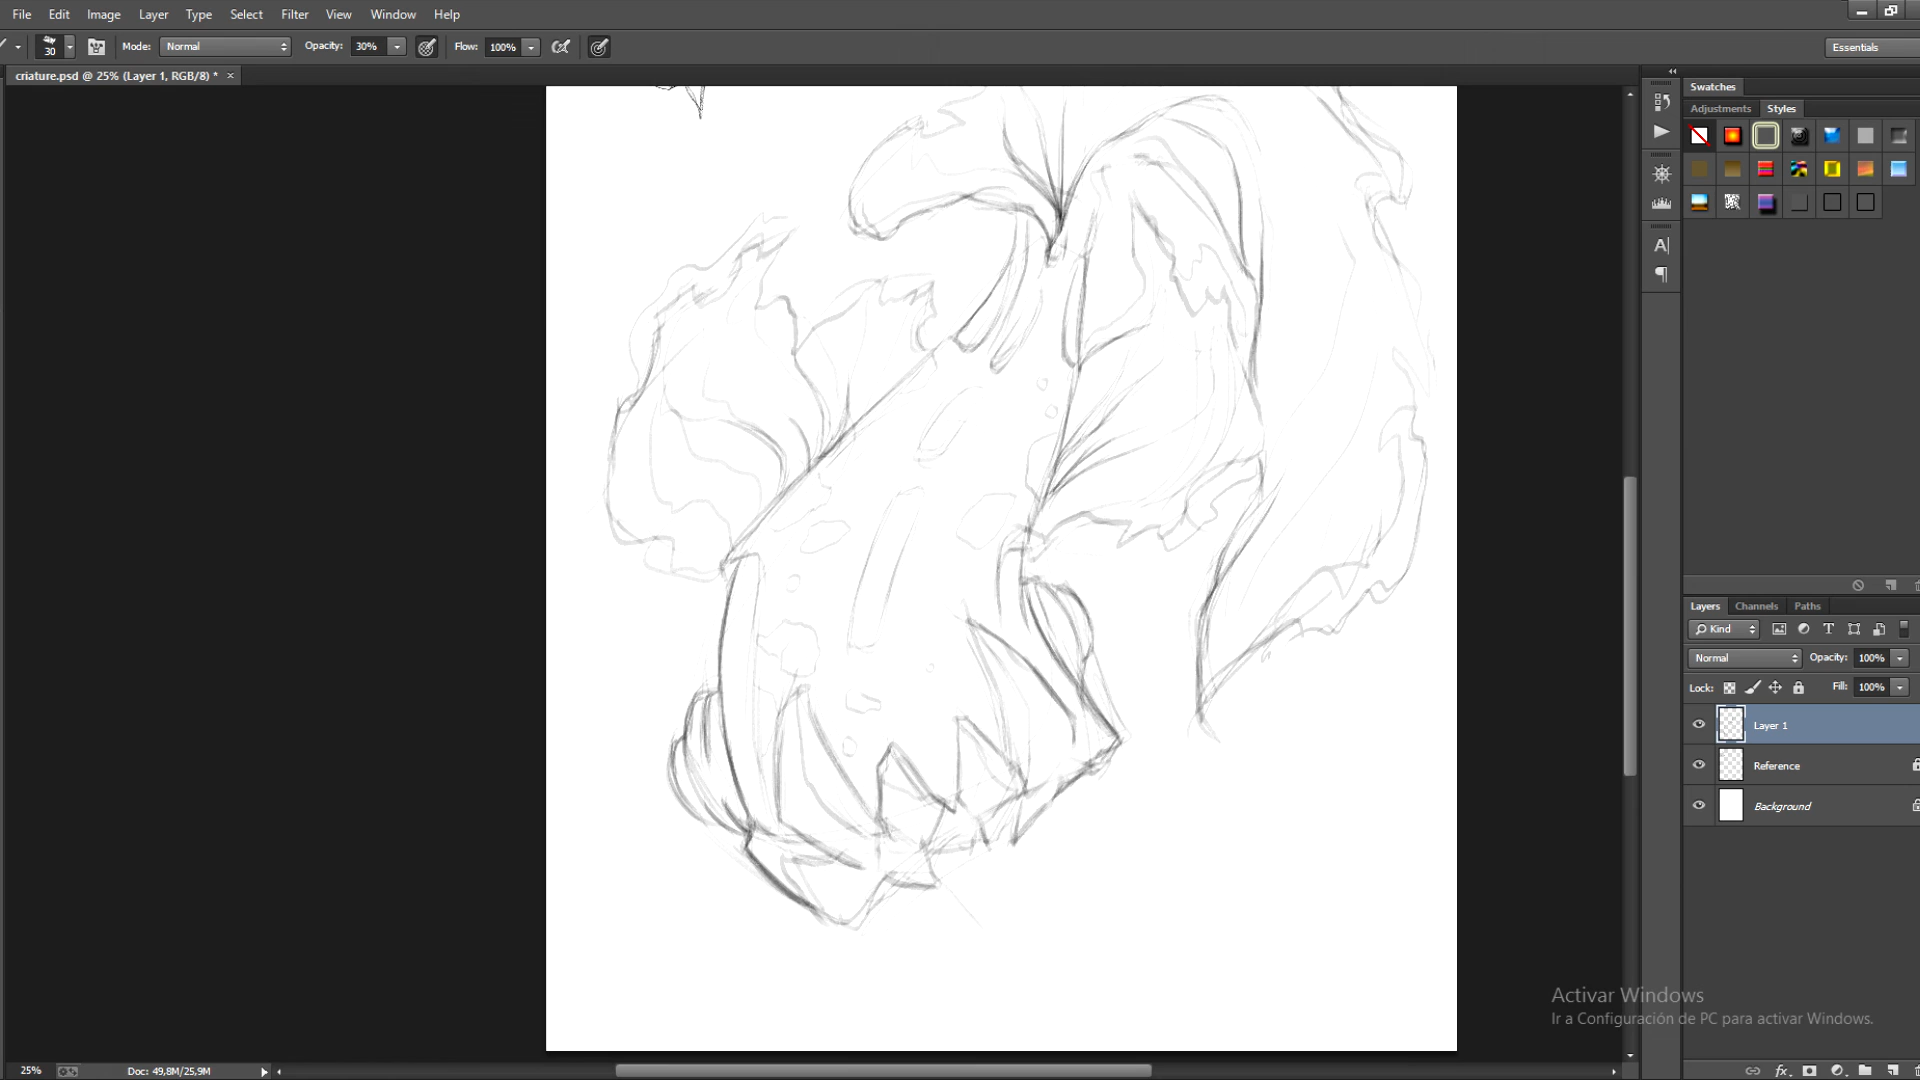 File Edit Image Layer Type Select Filter View Window Help
30 Mode: Normal Opacity: 30% Flow: 100% Essentials
criature.psd @ 25% (Layer 1, RGB/8) * ×
Swatches
Adjustments Styles
A|
¶
Layers Channels Paths
Kind
Normal Opacity: 100%
Lock: Fill: 100%
Layer 1
Reference
Background
Activar Windows
Ir a Configuración de PC para activar Windows.
25% Doc: 49,8M/25,9M
fx.